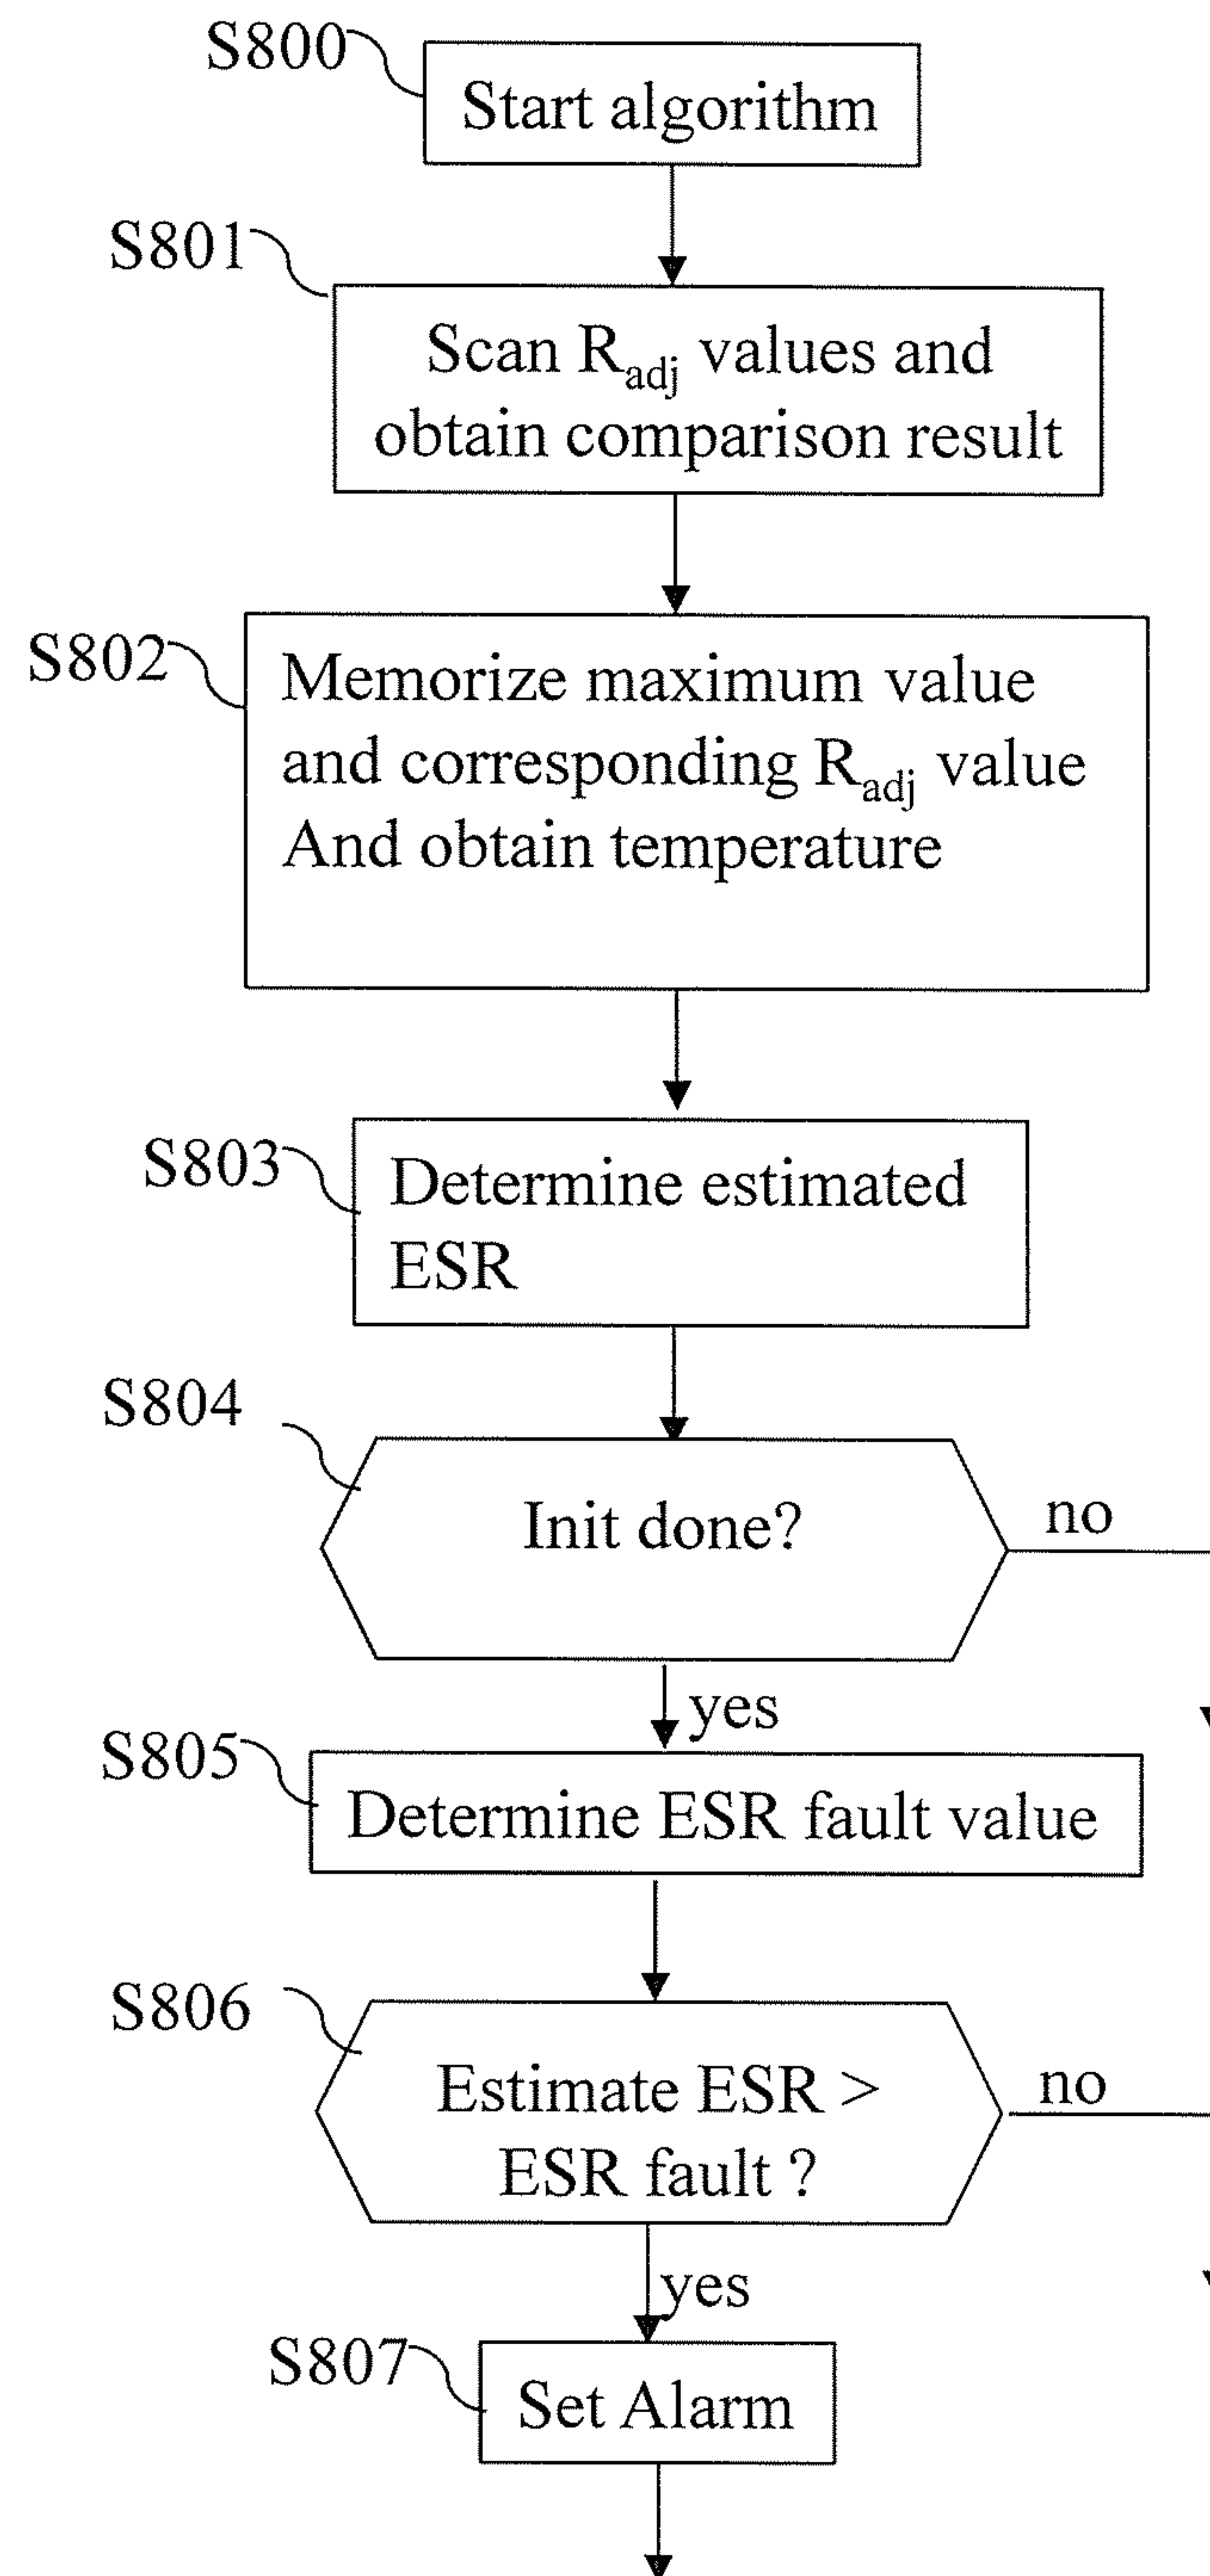 S800
Start algorithm
S801
Scan Radj values and
obtain comparison result
S802
Memorize maximum value
and corresponding Radj value
And obtain temperature
S803
Determine estimated
ESR
S804
Init done?
no
yes
S805
Determine ESR fault value
S806
Estimate ESR >
ESR fault ?
no
yes
S807
Set Alarm